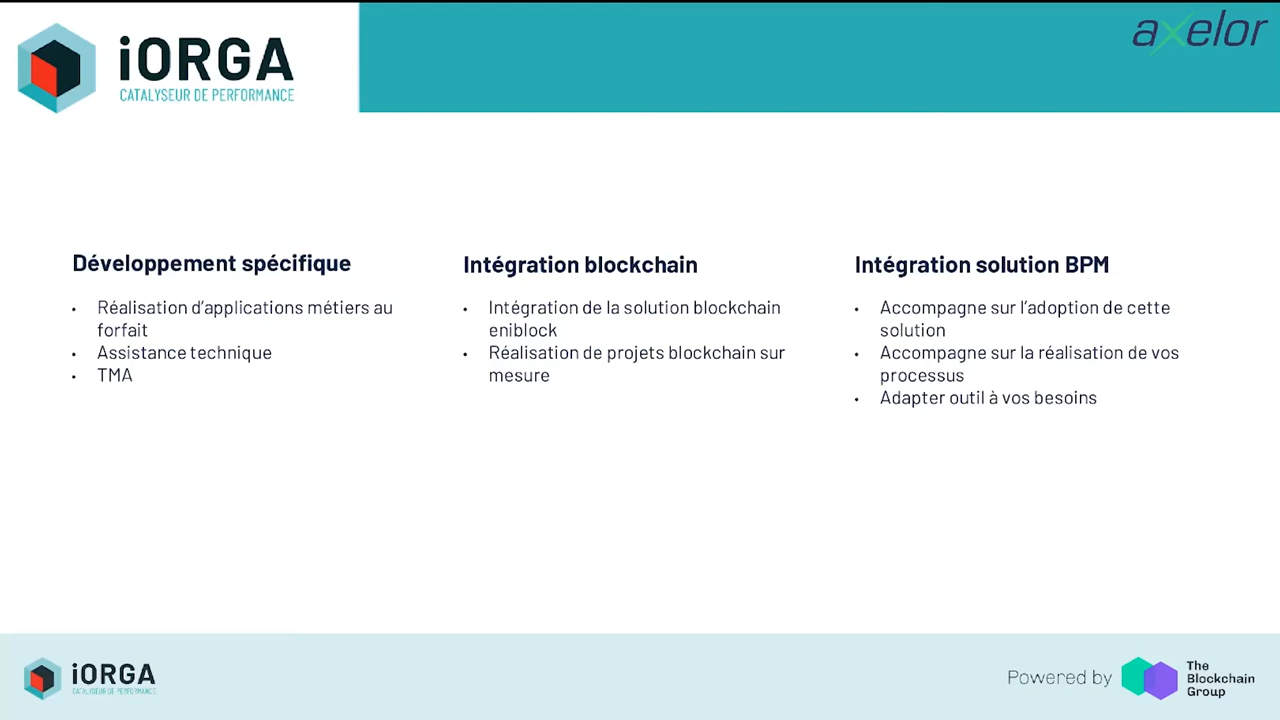 iORGA
CATALYSEUR DE PERFORMANCE
axelor
Développement spécifique
• Réalisation d'applications métiers au
forfait
• Assistance technique
• TMA
Intégration blockchain
• Intégration de la solution blockchain
eniblock
• Réalisation de projets blockchain sur
mesure
Intégration solution BPM
• Accompagne sur l'adoption de cette
solution
• Accompagne sur la réalisation de vos
processus
• Adapter outil à vos besoins
iORGA
CATALYSEUR DE PERFORMANCE
Powered by
The
Blockchain
Group